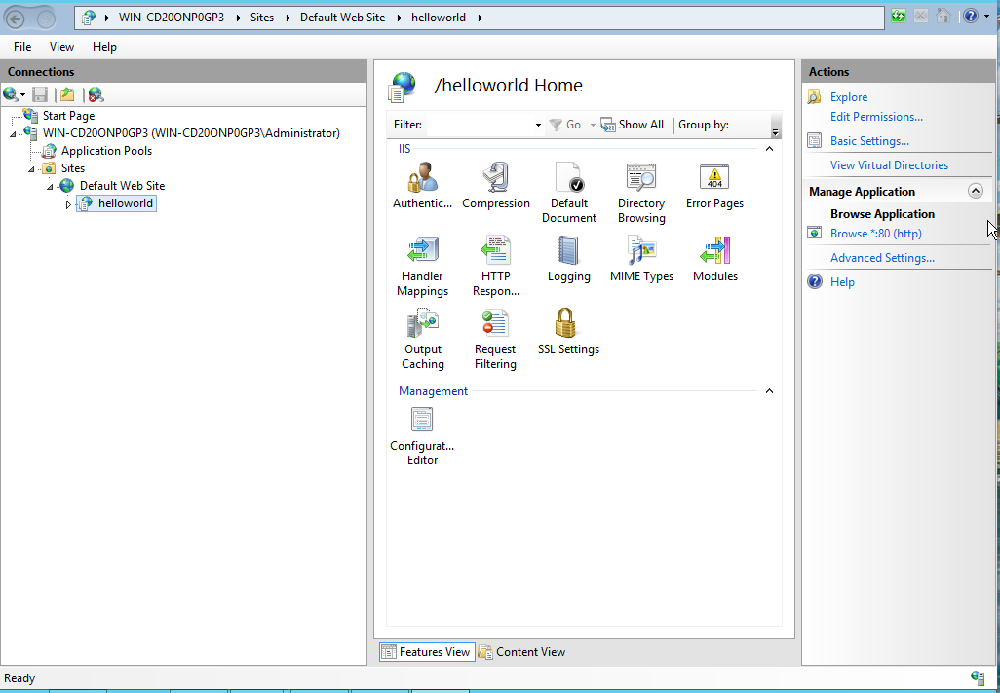 WIN-CD20ONP0GP3 Sites Default Web Site helloworld
File View Help
Connections
Start Page
WIN-CD20ONP0GP3 (WIN-CD20ONP0GP3\Administrator)
Application Pools
Sites
Default Web Site
helloworld
/helloworld Home
Filter: Go Show All Group by:
IIS
Authentic... Compression Default Document Directory Browsing Error Pages
Handler Mappings HTTP Respon... Logging MIME Types Modules
Output Caching Request Filtering SSL Settings
Management
Configurat... Editor
Features View Content View
Actions
Explore
Edit Permissions...
Basic Settings...
View Virtual Directories
Manage Application
Browse Application
Browse *:80 (http)
Advanced Settings...
Help
Ready
404